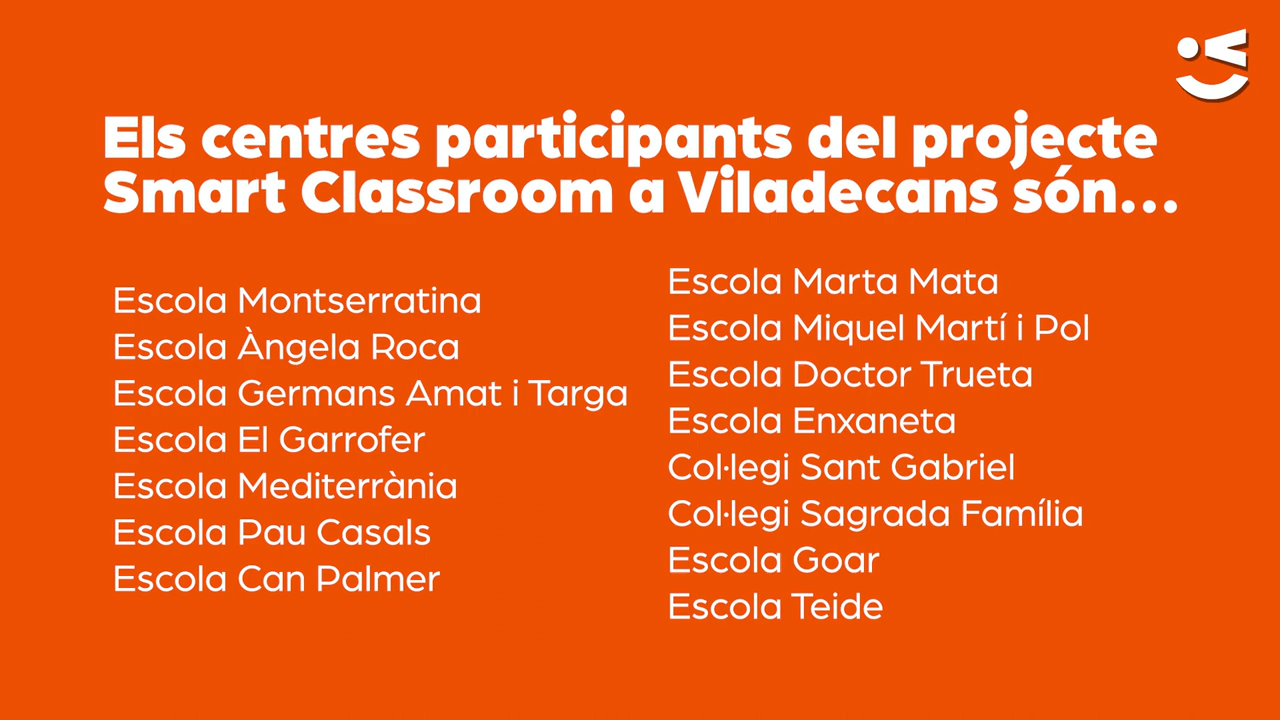 Els centres participants del projecte
Smart Classroom a Viladecans són...
Escola Montserratina
Escola Àngela Roca
Escola Germans Amat i Targa
Escola El Garrofer
Escola Mediterrània
Escola Pau Casals
Escola Can Palmer
Escola Marta Mata
Escola Miquel Martí i Pol
Escola Doctor Trueta
Escola Enxaneta
Col·legi Sant Gabriel
Col·legi Sagrada Família
Escola Goar
Escola Teide